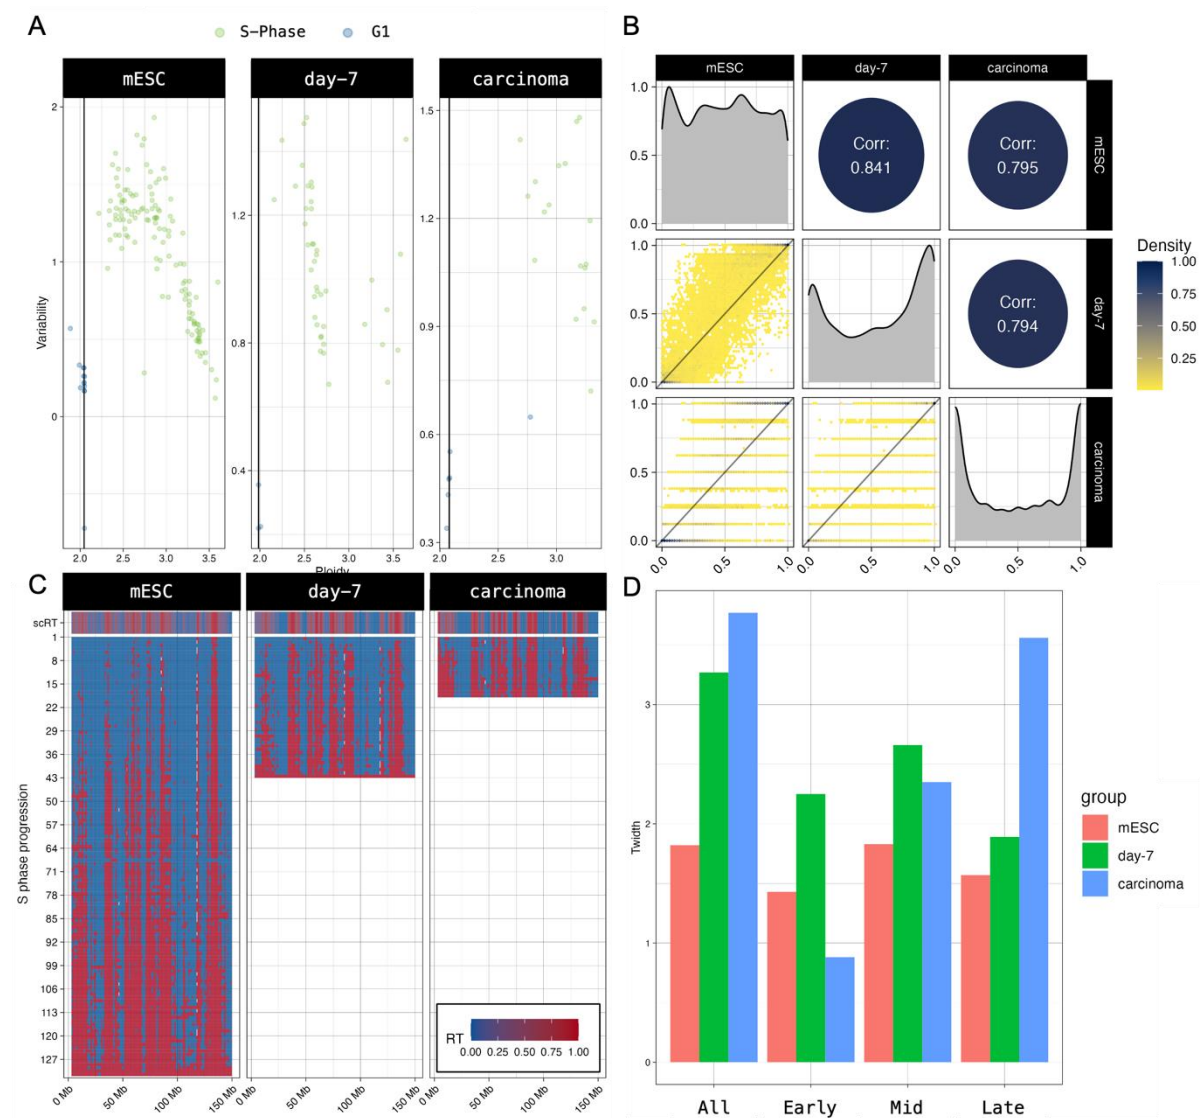 A
S-Phase G1
mESC day-7 carcinoma
Variability
2
1
0
1.2
0.8
0.4
1.5
1.2
0.9
0.6
0.3
2.0 2.5 3.0 3.5 2.0 2.5 3.0 3.5 2.0 2.5 3.0
Ploidy
B
mESC day-7 carcinoma
1.0
0.5
0.0
Corr:
0.841
Corr:
0.795
mESC
1.0
0.5
0.0
Corr:
0.794
day-7
1.0
0.5
0.0
carcinoma
0.0 0.5 1.0 0.0 0.5 1.0 0.0 0.5 1.0
Density
1.00
0.75
0.50
0.25
C
mESC day-7 carcinoma
scRT
S phase progression
1
8
15
22
29
36
43
50
57
64
71
78
85
92
99
106
113
120
127
0 Mb 50 Mb 100 Mb 150 Mb 0 Mb 50 Mb 100 Mb 150 Mb 0 Mb 50 Mb 100 Mb 150 Mb
RT
0.00 0.25 0.50 0.75 1.00
D
Twidth
3
2
1
0
All Early Mid Late
group
mESC
day-7
carcinoma